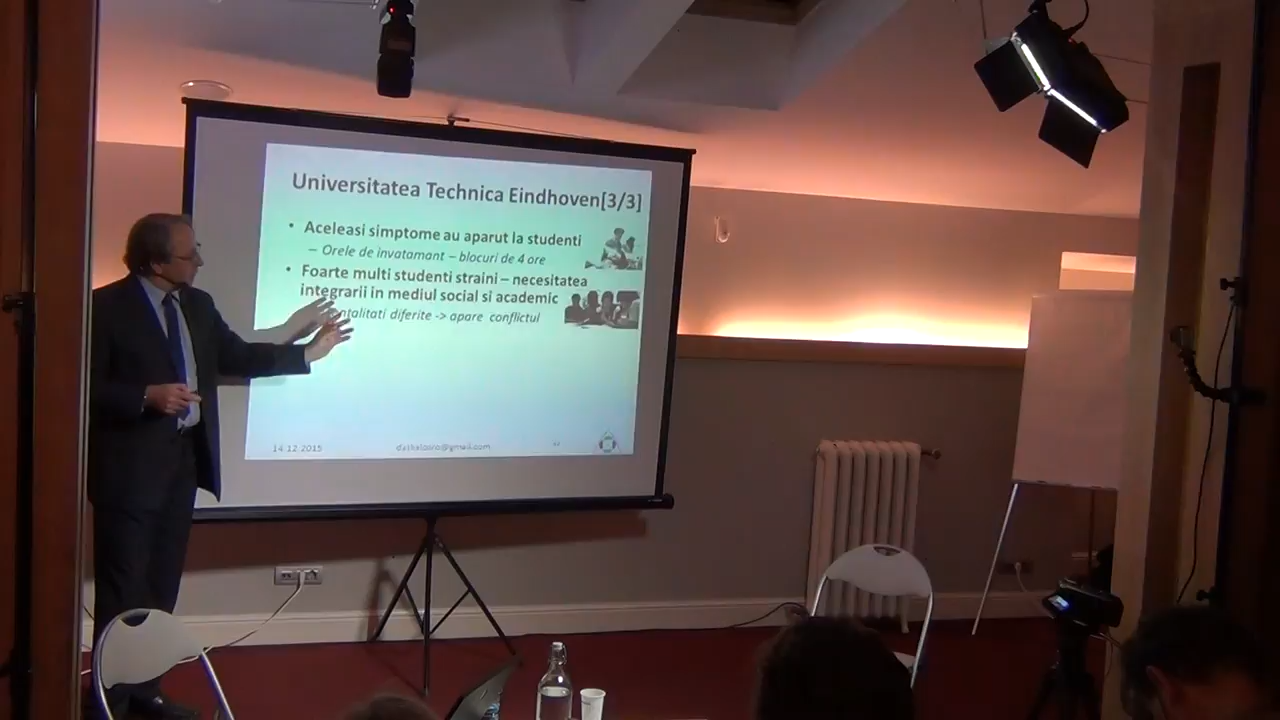 Universitatea Technica Eindhoven[3/3]
• Aceleasi simptome au aparut la studenti
– Orele de invatamant – blocuri de 4 ore
• Foarte multi studenti straini – necesitatea
integrarii in mediul social si academic
diferite -> apare conflictul
14.12.2015